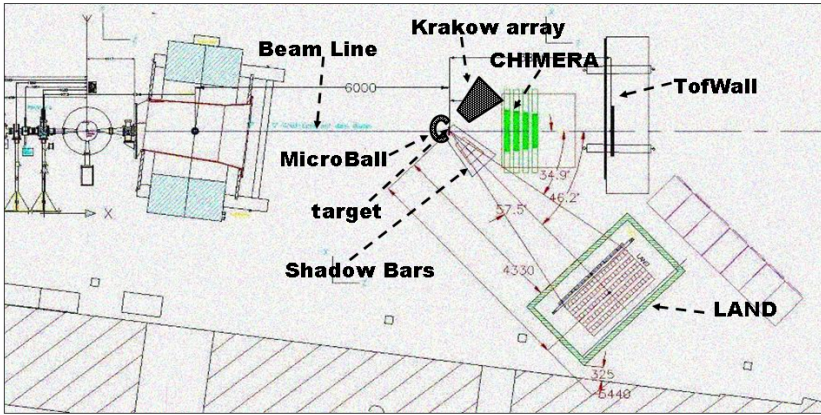 Krakow array
Beam Line
CHIMERA
6000
TofWall
MicroBall
34.9°
46.2°
target
57.5°
Shadow Bars
4330
LAND
LAND
X
325
5440